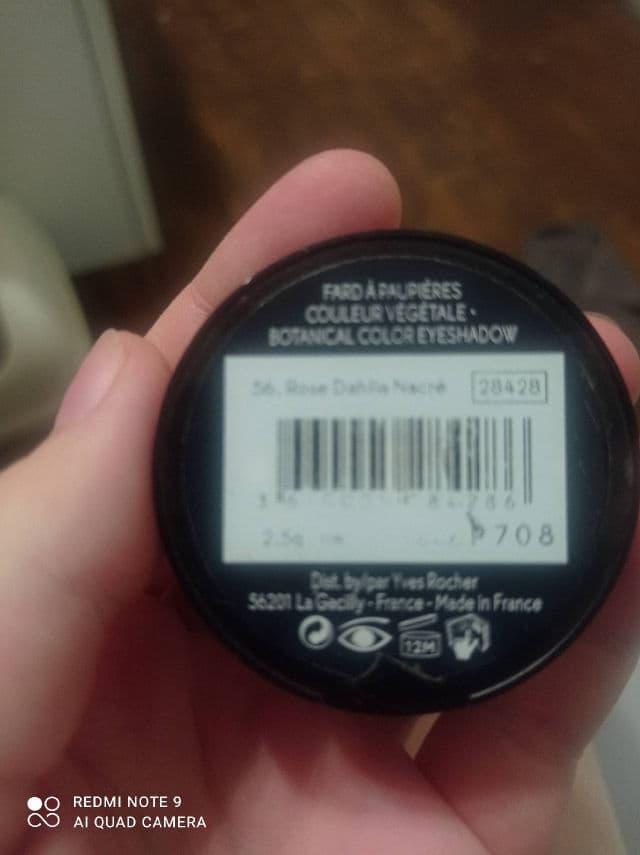 FARD À PAUPIÈRES
COULEUR VÉGÉTALE •
BOTANICAL COLOR EYESHADOW
56. Rose Dahlia Nacré 28428
2.5g
P708
Dist. by/par Yves Rocher
56201 La Gacilly - France - Made in France
12M
REDMI NOTE 9
AI QUAD CAMERA